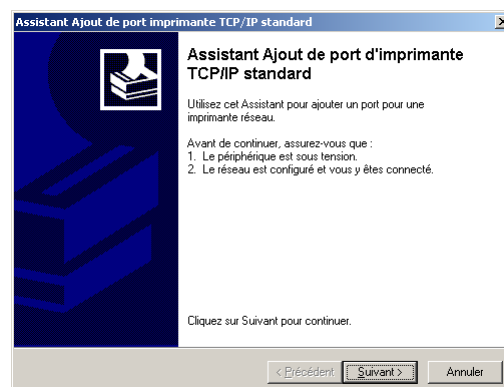 Assistant Ajout de port imprimante TCP/IP standard
Assistant Ajout de port d'imprimante
TCP/IP standard
Utilisez cet Assistant pour ajouter un port pour une
imprimante réseau.
Avant de continuer, assurez-vous que :
1. Le périphérique est sous tension.
2. Le réseau est configuré et vous y êtes connecté.
Cliquez sur Suivant pour continuer.
< Précédent Suivant > Annuler